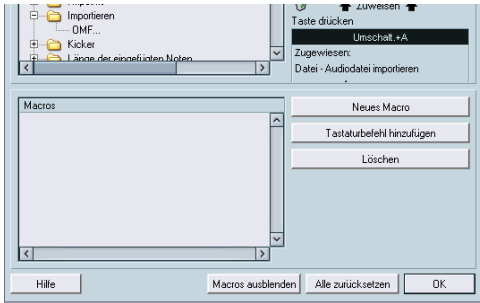 Importieren
OMF...
Kicker
Länge der eingefügten Noten
Zuweisen
Taste drücken
Umschalt.+A
Zugewiesen:
Datei - Audiodatei importieren
Macros
Neues Macro
Tastaturbefehl hinzufügen
Löschen
Hilfe
Macros ausblenden
Alle zurücksetzen
OK